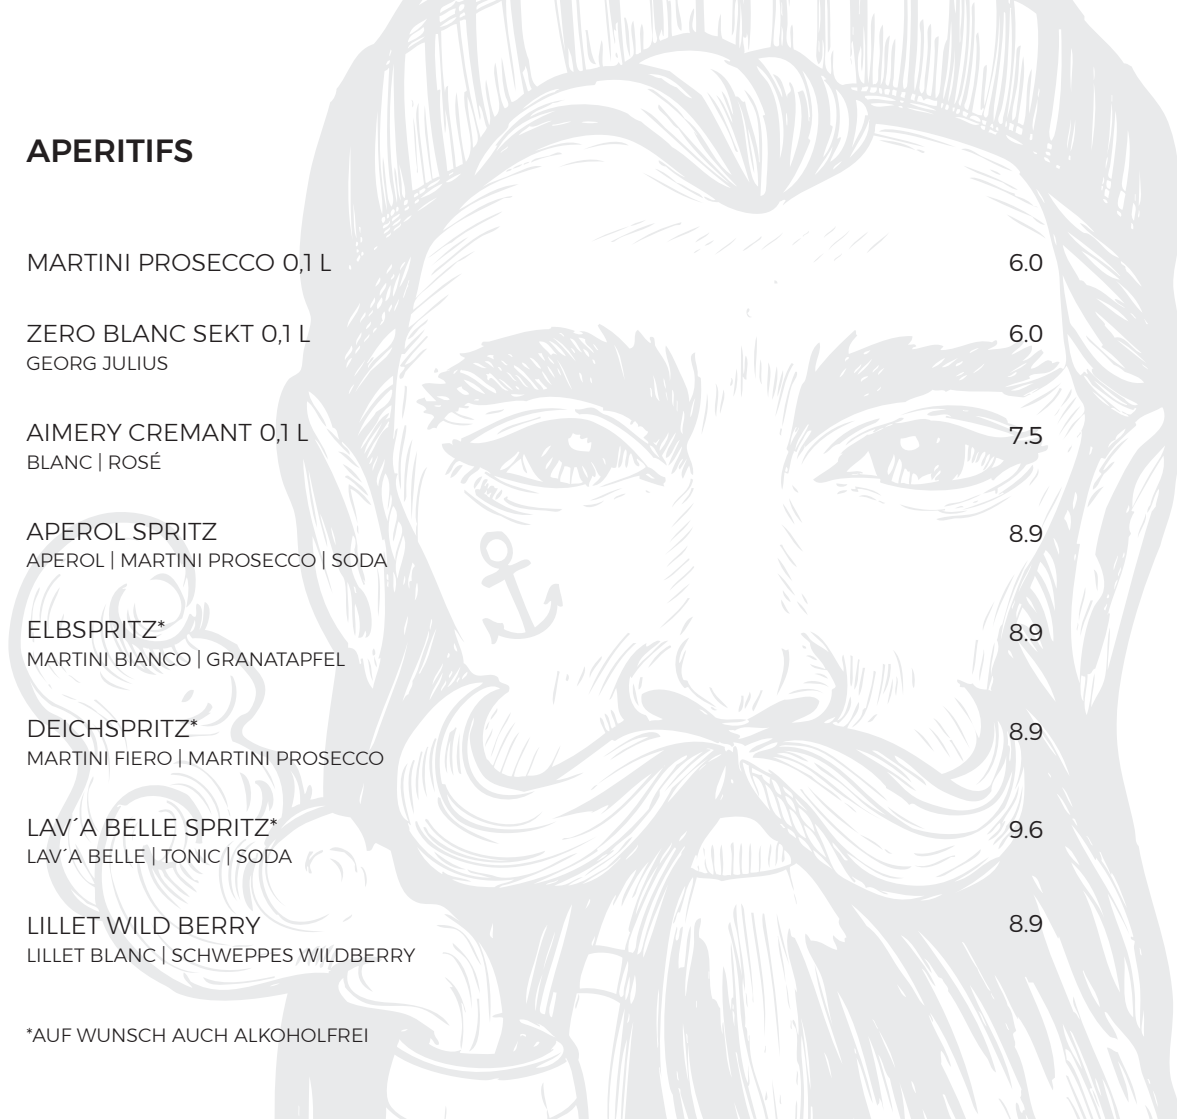 APERITIFS
MARTINI PROSECCO 0,1 L 6.0
ZERO BLANC SEKT 0,1 L 6.0
GEORG JULIUS
AIMERY CREMANT 0,1 L 7.5
BLANC | ROSÉ
APEROL SPRITZ 8.9
APEROL | MARTINI PROSECCO | SODA
ELBSPRITZ* 8.9
MARTINI BIANCO | GRANATAPFEL
DEICHSPRITZ* 8.9
MARTINI FIERO | MARTINI PROSECCO
LAV´A BELLE SPRITZ* 9.6
LAV´A BELLE | TONIC | SODA
LILLET WILD BERRY 8.9
LILLET BLANC | SCHWEPPES WILDBERRY
*AUF WUNSCH AUCH ALKOHOLFREI